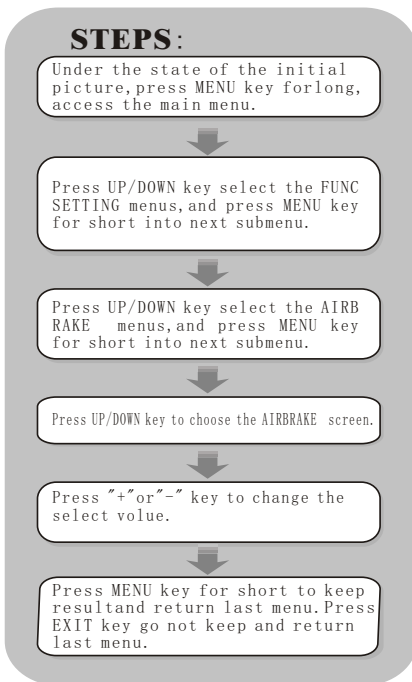 STEPS:
Under the state of the initial
picture,press MENU key forlong,
access the main menu.
Press UP/DOWN key select the FUNC
SETTING menus,and press MENU key
for short into next submenu.
Press UP/DOWN key select the AIRB
RAKE menus,and press MENU key
for short into next submenu.
Press UP/DOWN key to choose the AIRBRAKE screen.
Press "+"or"-" key to change the
select volue.
Press MENU key for short to keep
resultand return last menu.Press
EXIT key go not keep and return
last menu.